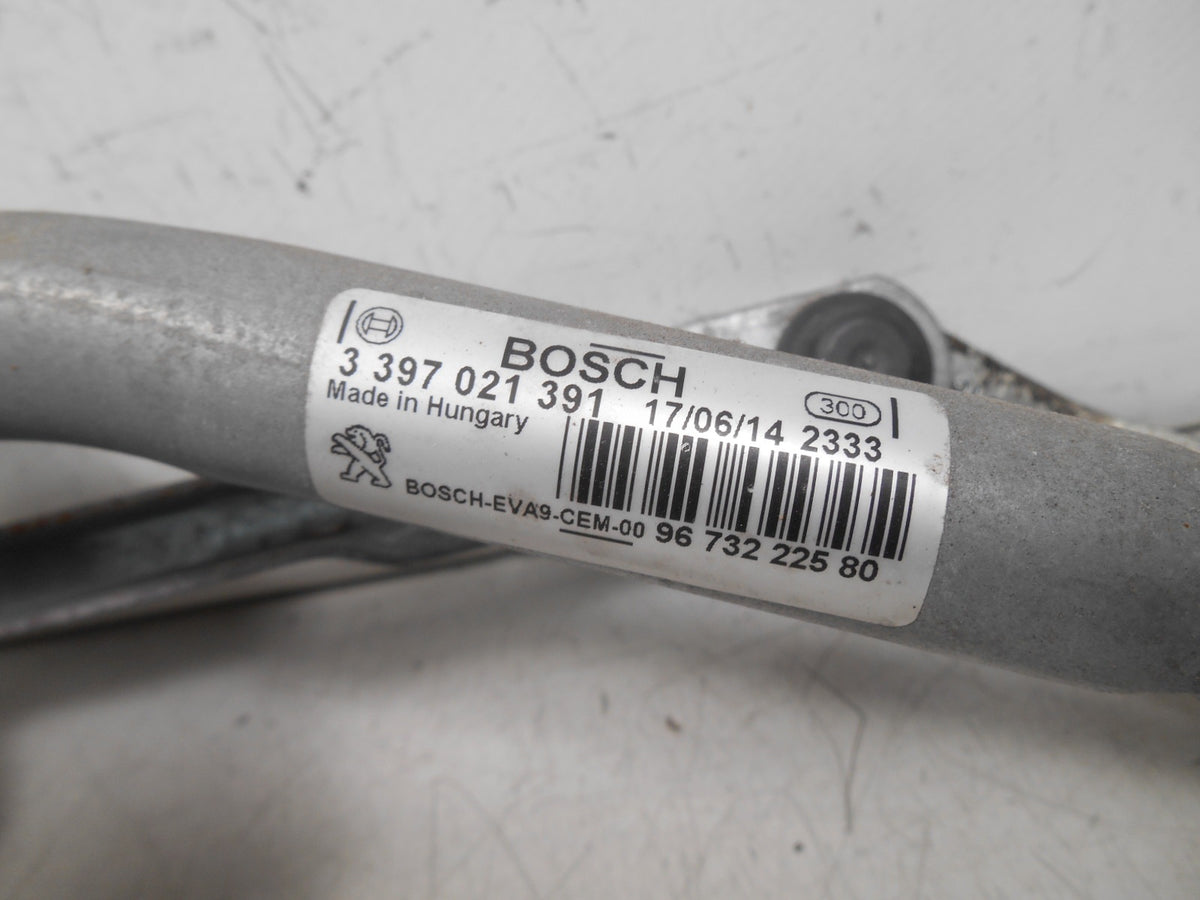 BOSCH
3 397 021 391 17/06/14 2333
300
Made in Hungary
BOSCH-EVA9-CEM-00 96 732 225 80